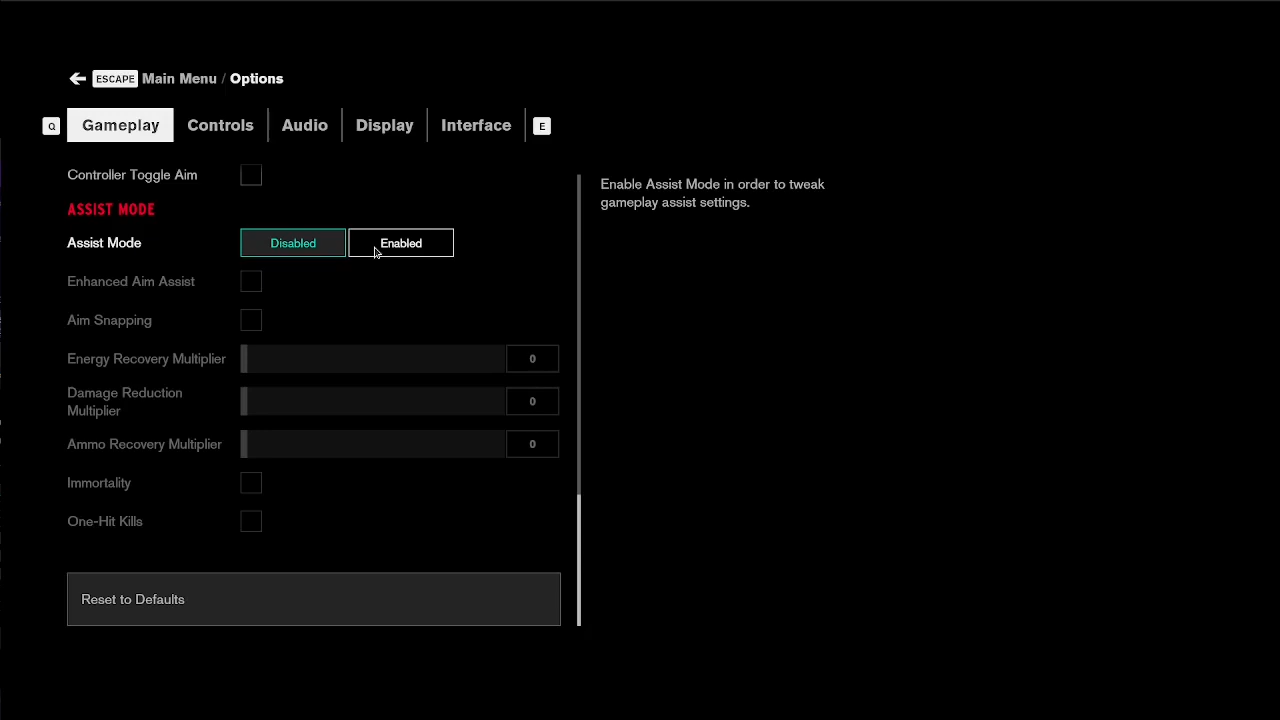 ESCAPE Main Menu / Options
Q Gameplay Controls Audio Display Interface E
Controller Toggle Aim
ASSIST MODE
Assist Mode Disabled Enabled
Enhanced Aim Assist
Aim Snapping
Energy Recovery Multiplier 0
Damage Reduction
Multiplier 0
Ammo Recovery Multiplier 0
Immortality
One-Hit Kills
Reset to Defaults
Enable Assist Mode in order to tweak
gameplay assist settings.